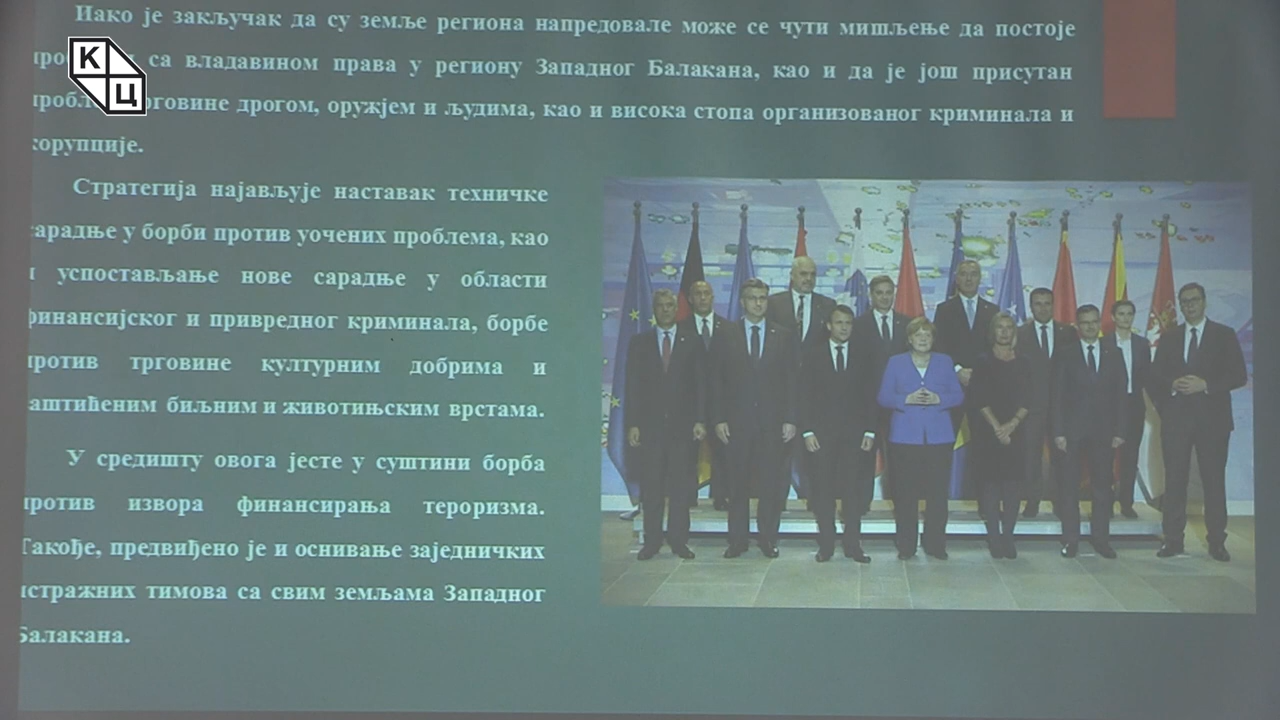 Иако је закључак да су земље региона напредовале може се чути мишљење да постоје
са владавином права у региону Западног Балакана, као и да је још присутан
дрогом, оружјем и људима, као и висока стопа организованог криминала и
корупције.
К
Ц
Стратегија најављује наставак техничке
сарадње у борби против уочених проблема, као
и успостављање нове сарадње у области
финансијског и привредног криминала, борбе
против трговине културним добрима и
заштићеним биљним и животињским врстама.
У средишту овога јесте у суштини борба
против извора финансирања тероризма.
Такође, предвиђено је и оснивање заједничких
истражних тимова са свим земљама Западног
Балакана.